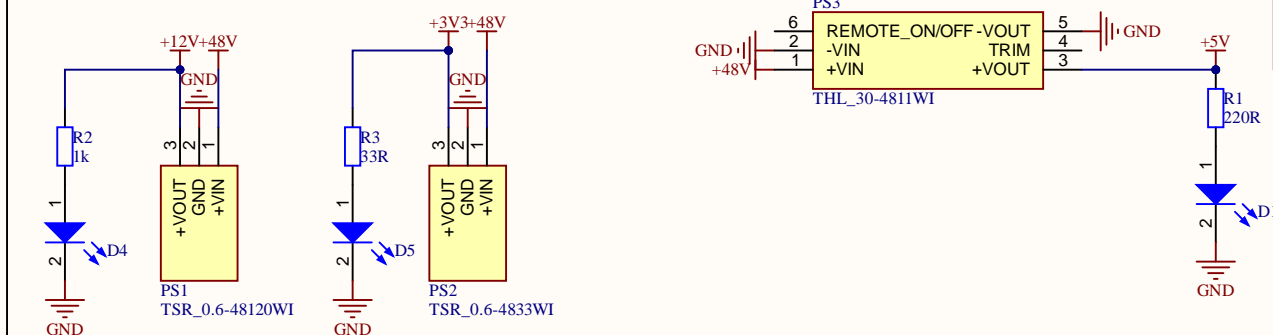 +12V
+48V
GND
R2
1k
3
2
1
+VOUT
GND
+VIN
1
2
D4
GND
PS1
TSR_0.6-48120WI
+3V3
+48V
GND
R3
33R
3
2
1
+VOUT
GND
+VIN
1
2
D5
GND
PS2
TSR_0.6-4833WI
PS3
6
REMOTE_ON/OFF
-VOUT
5
GND
GND
2
-VIN
TRIM
4
+48V
1
+VIN
+VOUT
3
+5V
THL_30-4811WI
R1
220R
1
2
GND